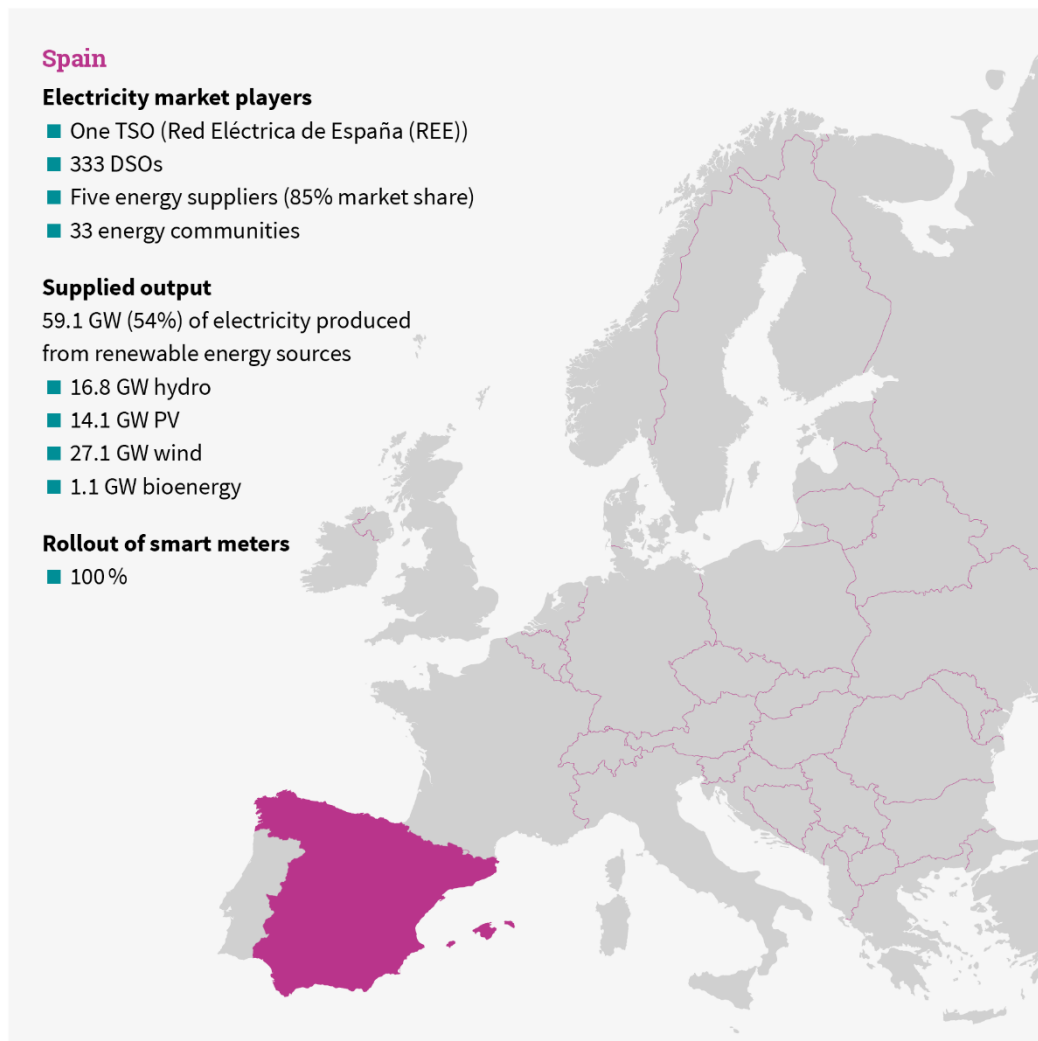 Spain
Electricity market players
One TSO (Red Eléctrica de España (REE))
333 DSOs
Five energy suppliers (85% market share)
33 energy communities
Supplied output
59.1 GW (54%) of electricity produced
from renewable energy sources
16.8 GW hydro
14.1 GW PV
27.1 GW wind
1.1 GW bioenergy
Rollout of smart meters
100 %